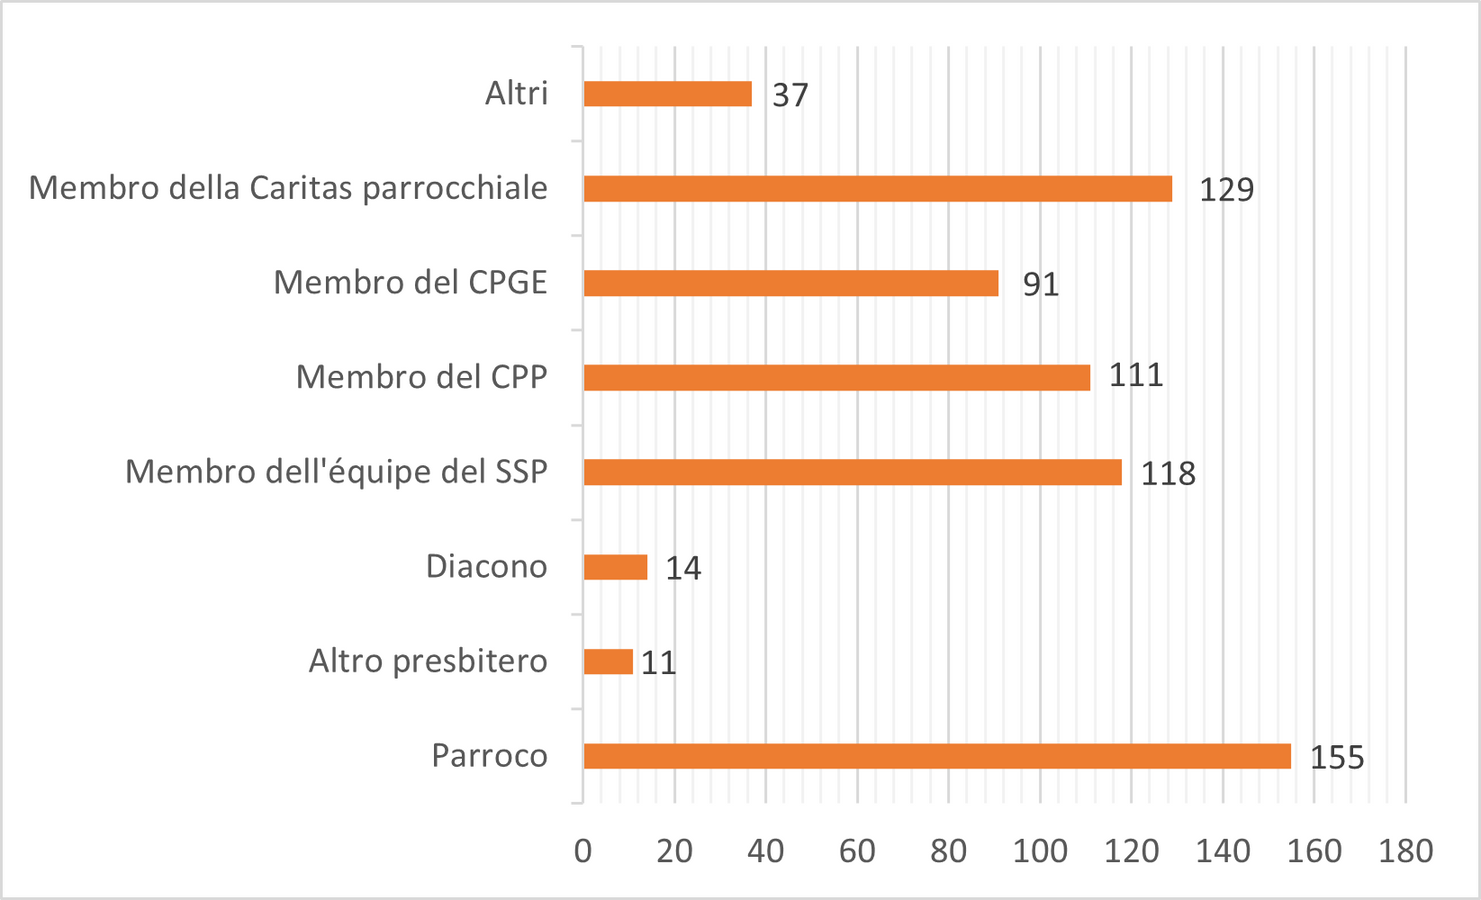 Altri 37
Membro della Caritas parrocchiale 129
Membro del CPGE 91
Membro del CPP 111
Membro dell'équipe del SSP 118
Diacono 14
Altro presbitero 11
Parroco 155
0 20 40 60 80 100 120 140 160 180